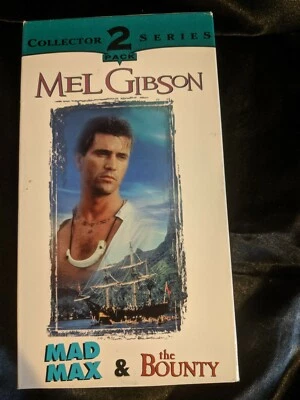 COLLECTOR 2 SERIES
PACK
MEL GIBSON
MAD MAX & the BOUNTY